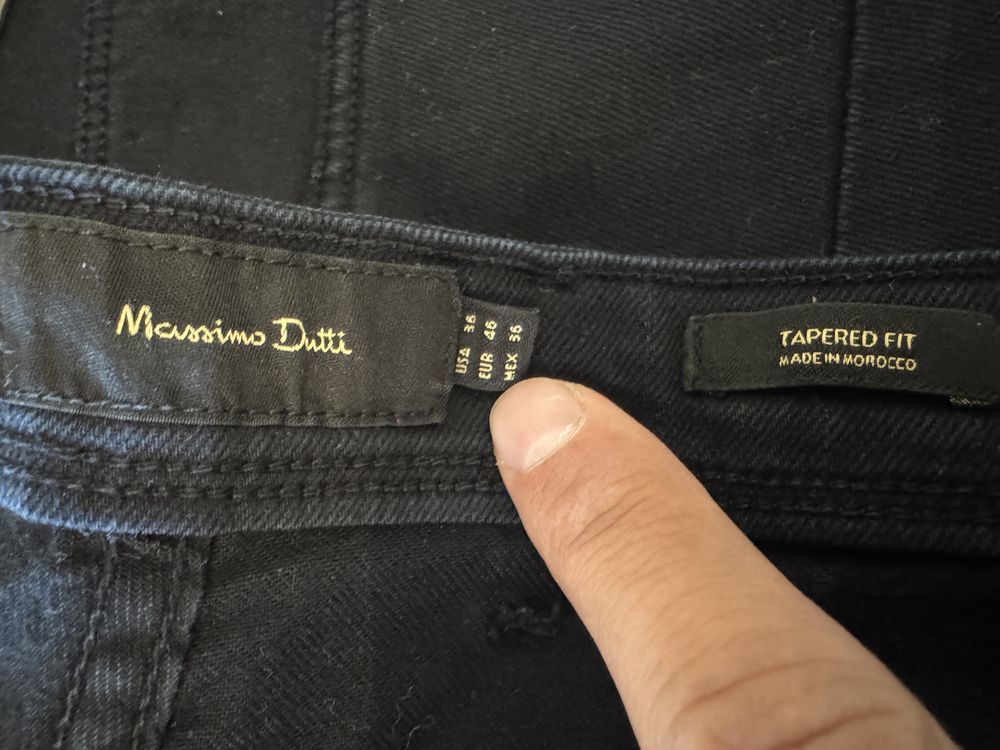 Massimo Dutti
USA 36
EUR 46
MEX 36
TAPERED FIT
MADE IN MOROCCO